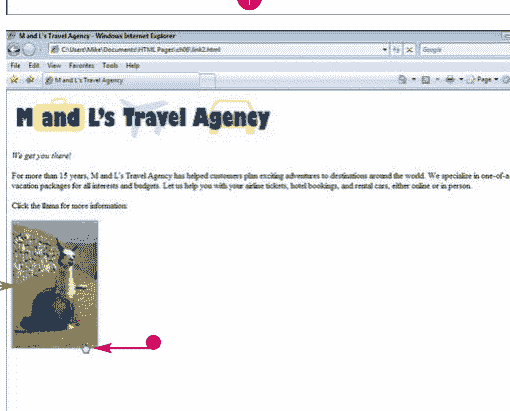 M and L's Travel Agency - Windows Internet Explorer
C:\Users\Mike\Documents\HTML Pages\ch06\link2.html
Google
File Edit View Favorites Tools Help
M and L's Travel Agency
Page
M and L's Travel Agency
We get you there!
For more than 15 years, M and L's Travel Agency has helped customers plan exciting adventures to destinations around the world. We specialize in one-of-a
vacation packages for all interests and budgets. Let us help you with your airline tickets, hotel bookings, and rental cars, either online or in person.
Click the llama for more information: